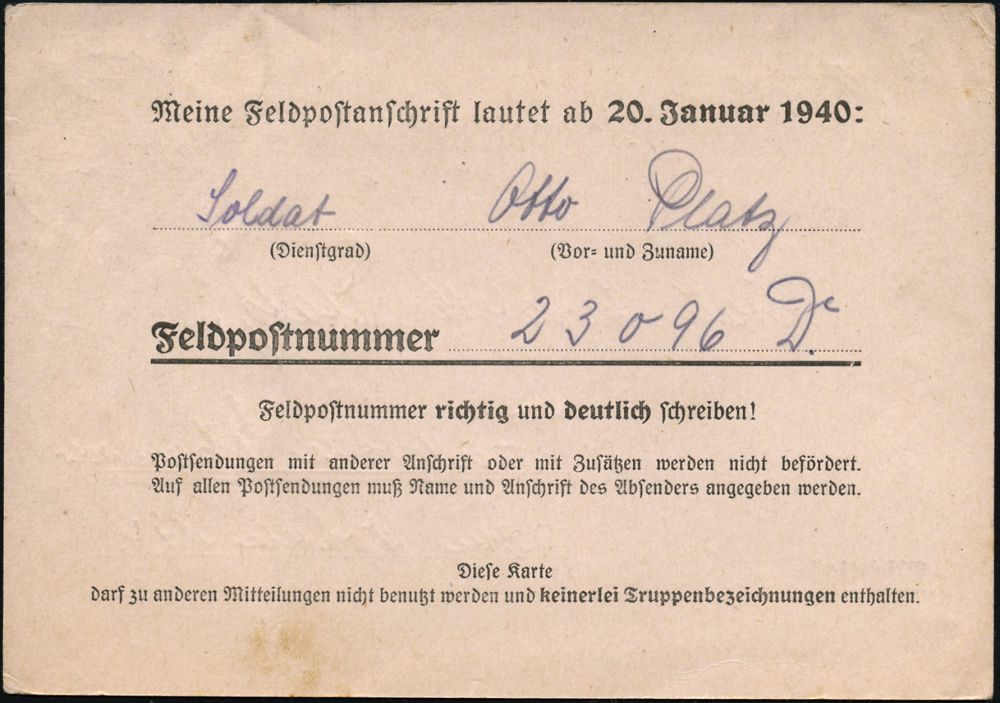 Meine Feldpostanschrift lautet ab 20. Januar 1940:
Soldat Otto Platz
(Dienstgrad) (Vor- und Zuname)
Feldpostnummer 23096 D.
Feldpostnummer richtig und deutlich schreiben!
Postsendungen mit anderer Anschrift oder mit Zusätzen werden nicht befördert.
Auf allen Postsendungen muß Name und Anschrift des Absenders angegeben werden.
Diese Karte
darf zu anderen Mitteilungen nicht benutzt werden und keinerlei Truppenbezeichnungen enthalten.